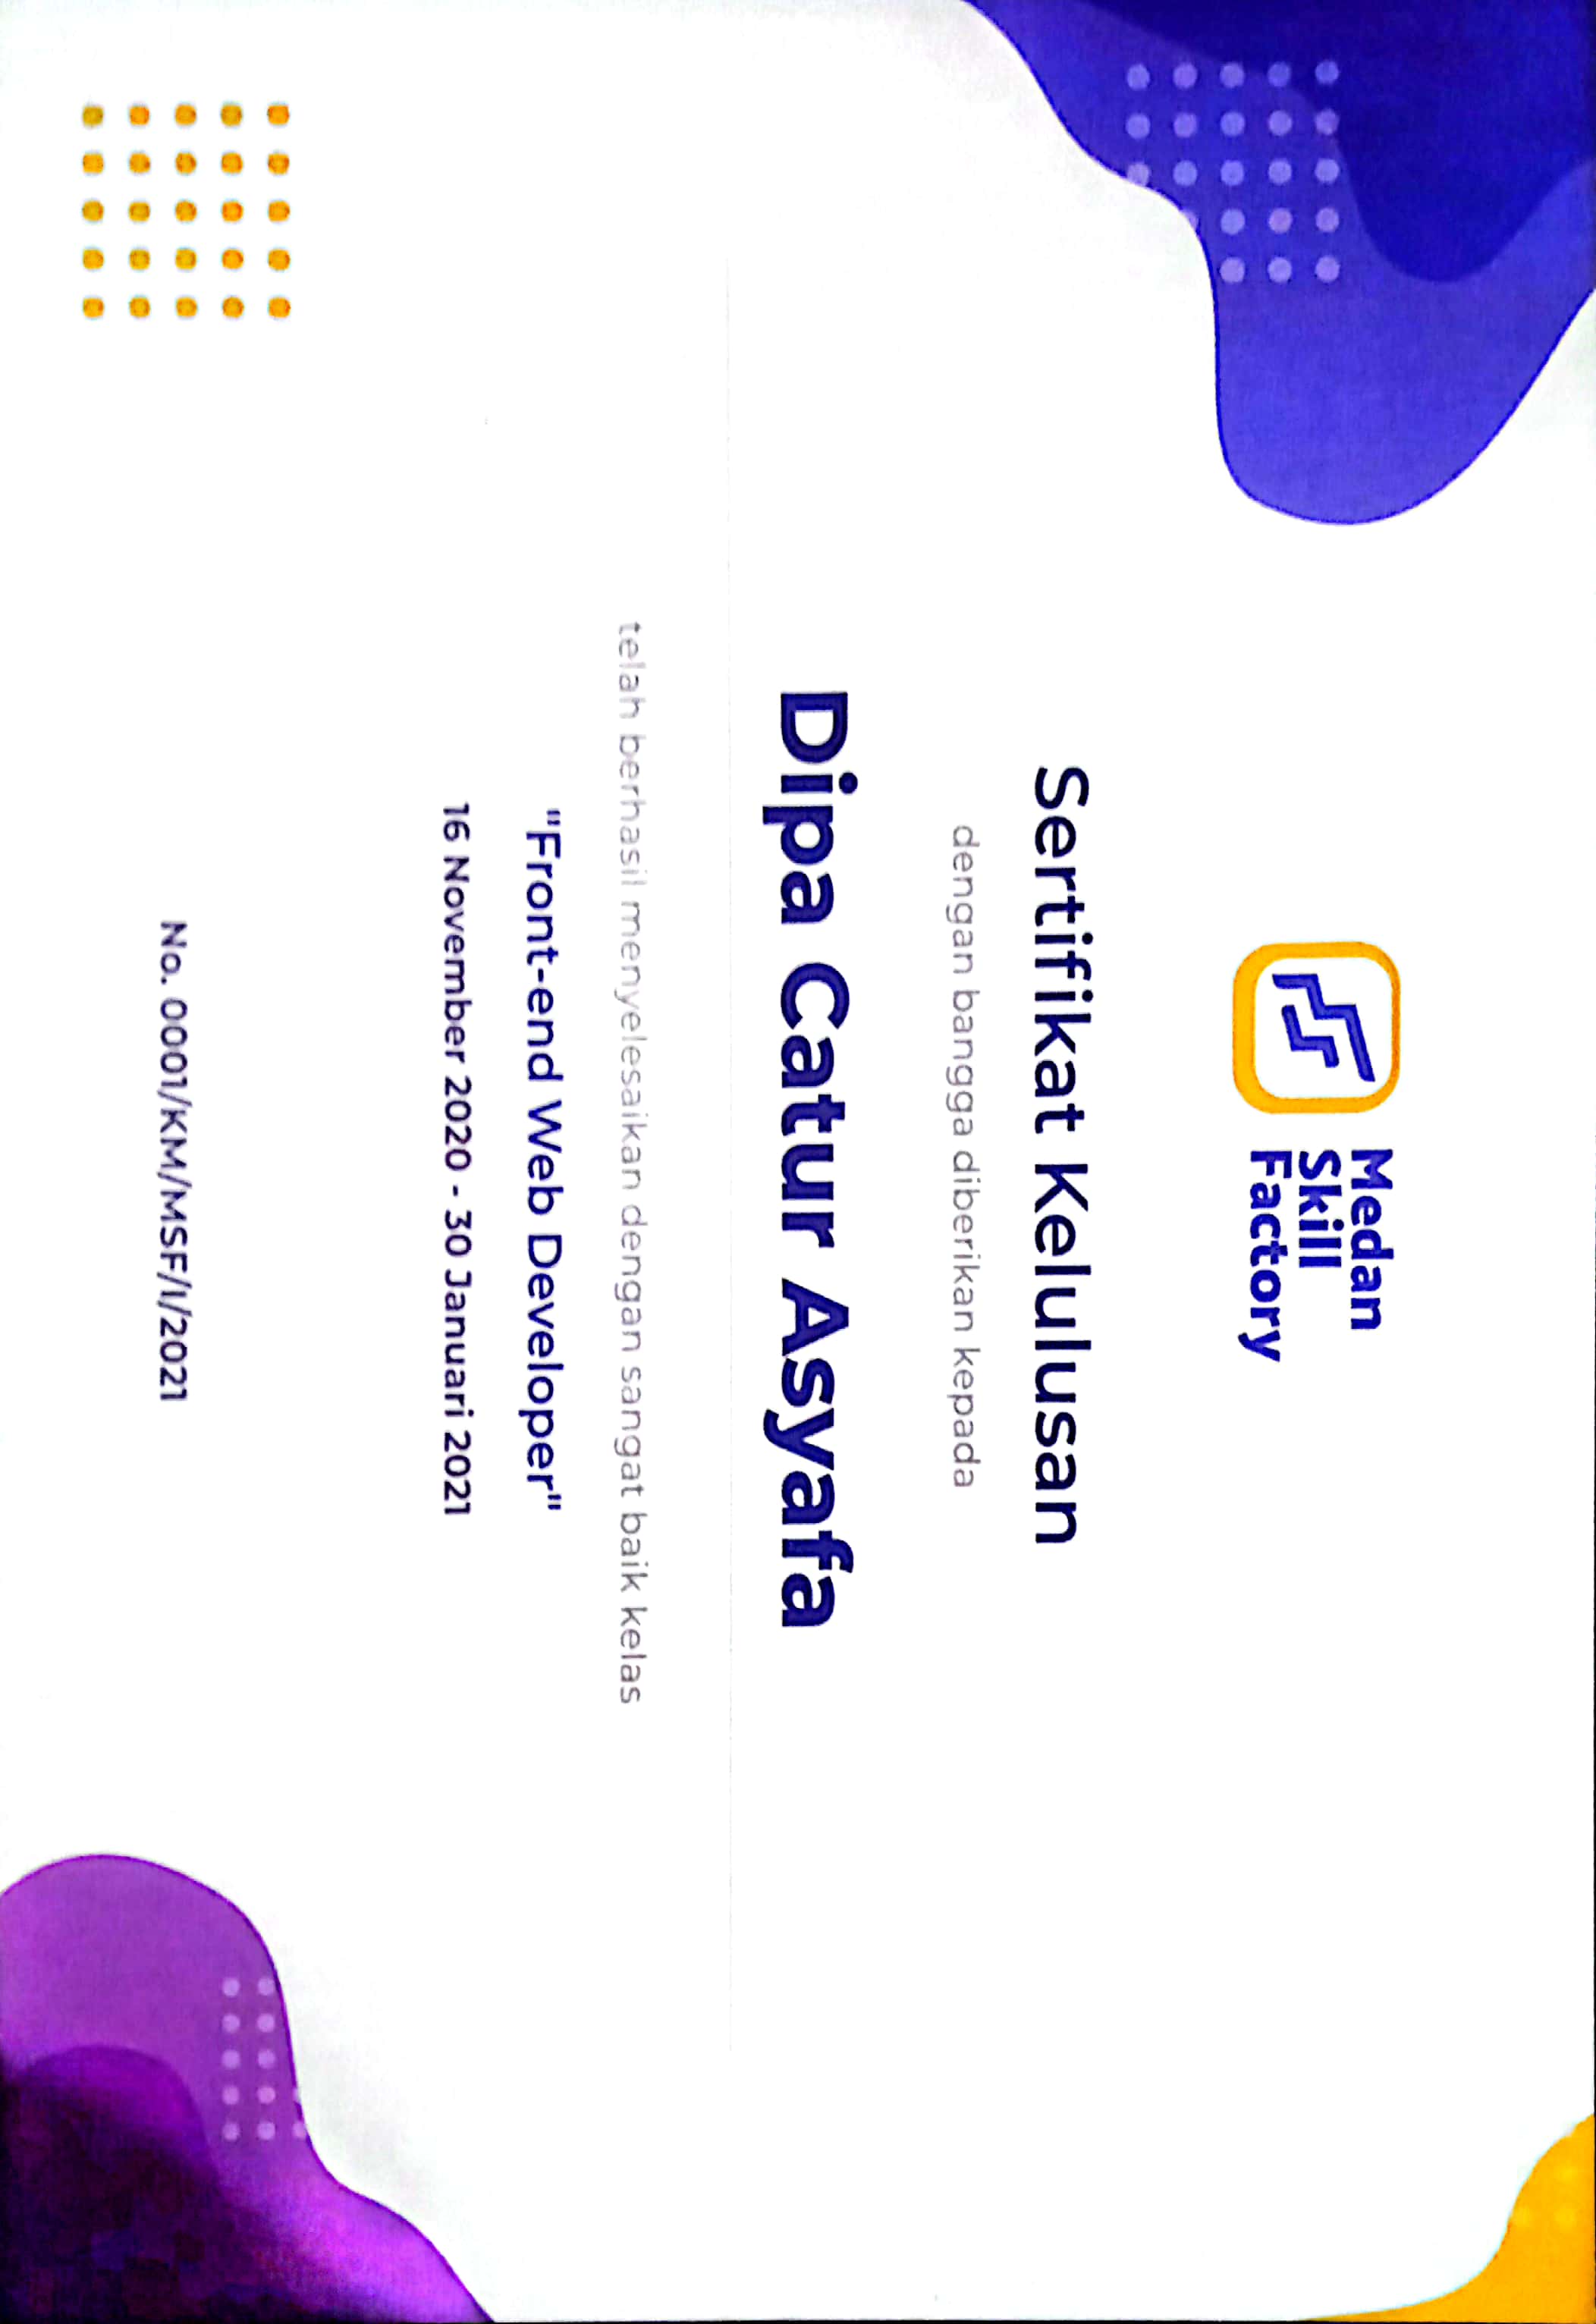 Medan
Skill
Factory
Sertifikat Kelulusan
dengan bangga diberikan kepada
Dipa Catur Asyafa
telah berhasil menyelesaikan dengan sangat baik kelas
"Front-end Web Developer"
16 November 2020 - 30 Januari 2021
No. 0001/KM/MSF/I/2021